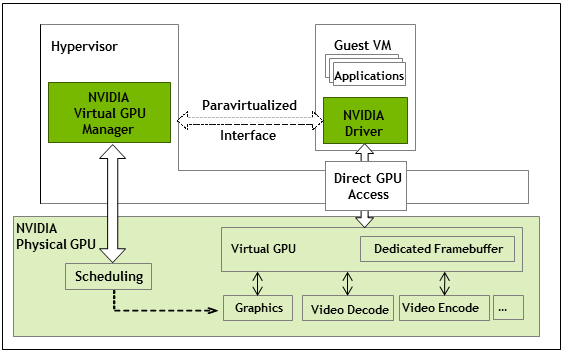 Hypervisor
Guest VM
Applications
NVIDIA
Virtual GPU
Manager
Paravirtualized
Interface
NVIDIA
Driver
Direct GPU
Access
NVIDIA
Physical GPU
Virtual GPU
Dedicated Framebuffer
Scheduling
Graphics
Video Decode
Video Encode
...